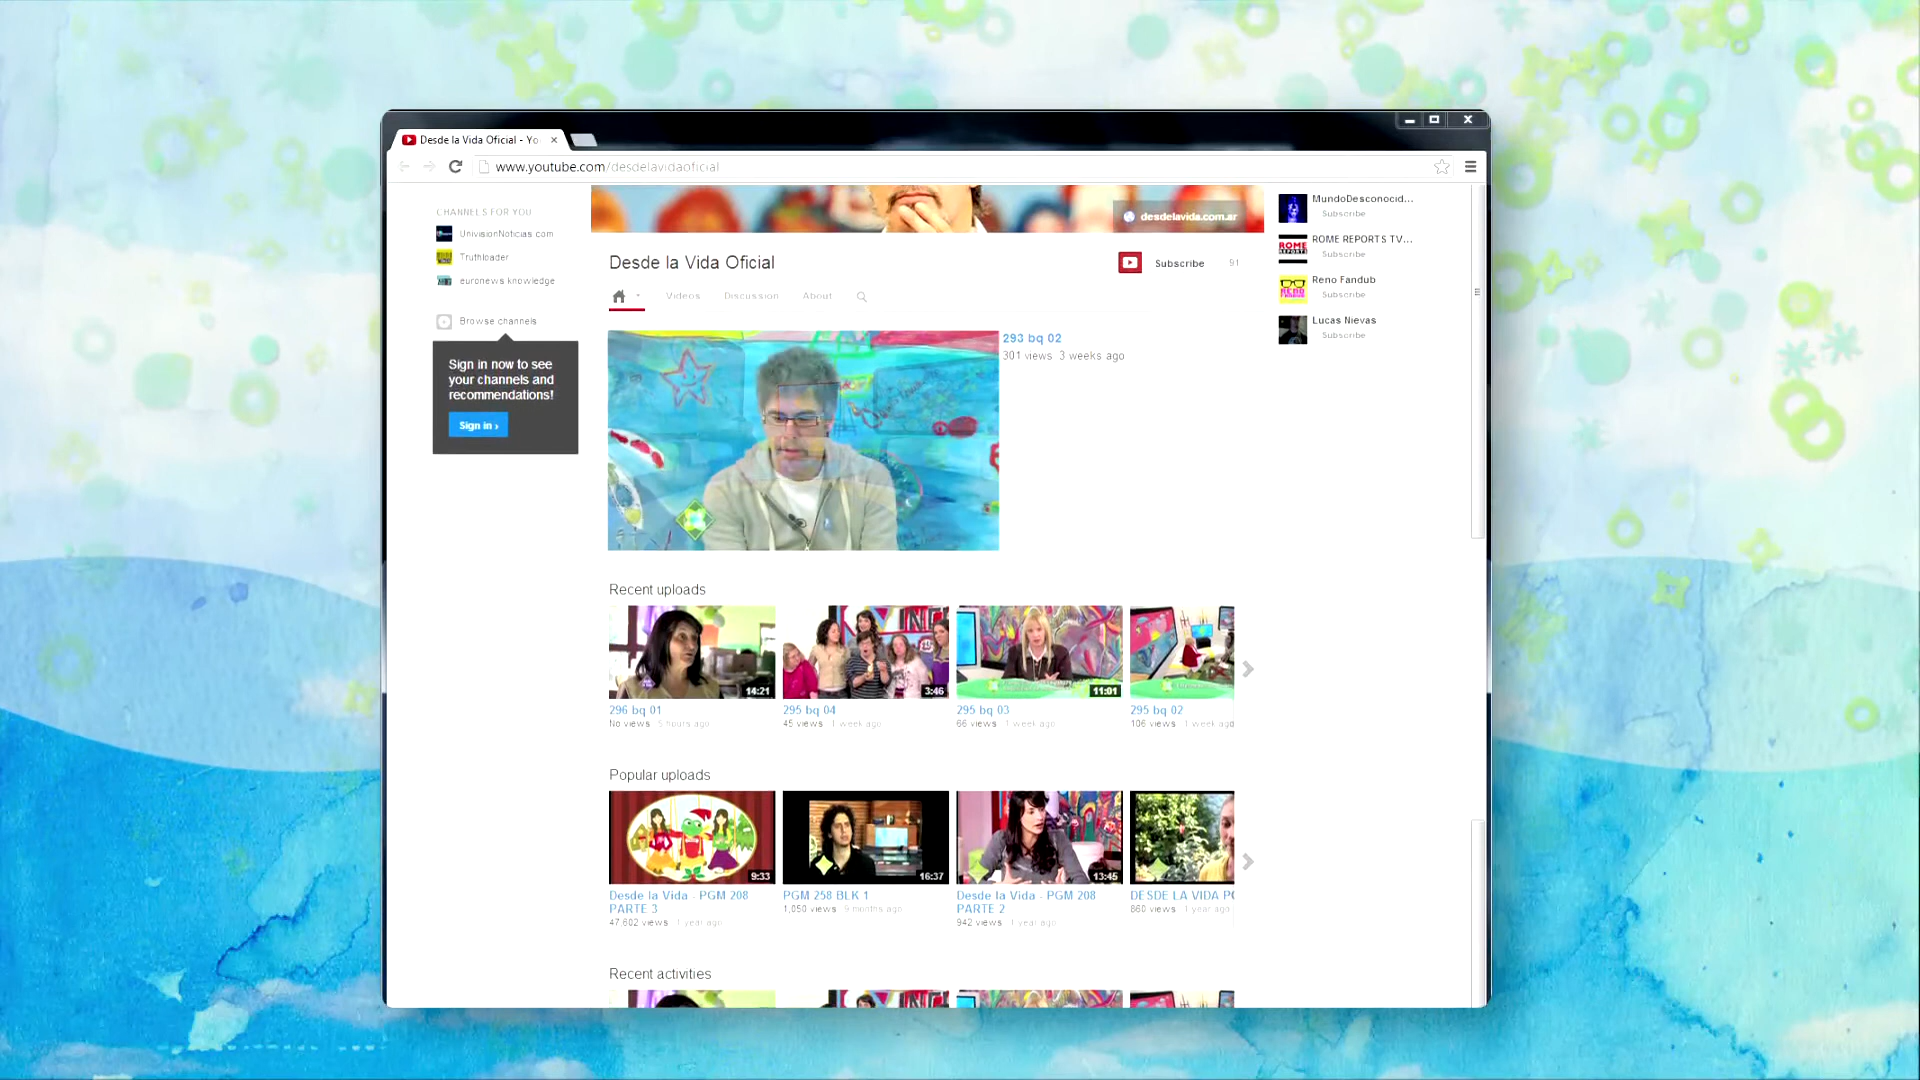 Desde la Vida Oficial - Yo
www.youtube.com/desdelavidaoficial
CHANNELS FOR YOU
UnivisionNoticias com
Truthloader
euronews knowledge
Browse channels
Sign in now to see
your channels and
recommendations!
Sign in ›
desdelavida.com.ar
Desde la Vida Oficial
Subscribe 91
Videos Discussion About
293 bq 02
301 views 3 weeks ago
MundoDesconocid...
Subscribe
ROME REPORTS TV...
Subscribe
ROME
REPORTS
Reno Fandub
Subscribe
Lucas Nievas
Subscribe
Recent uploads
14:21
3:46
11:01
296 bq 01
No views 5 hours ago
295 bq 04
45 views 1 week ago
295 bq 03
66 views 1 week ago
295 bq 02
106 views 1 week ago
Popular uploads
9:33
16:37
13:45
Desde la Vida - PGM 208
PARTE 3
47,602 views 1 year ago
PGM 258 BLK 1
1,050 views 9 months ago
Desde la Vida - PGM 208
PARTE 2
942 views 1 year ago
DESDE LA VIDA PG
860 views 1 year ago
Recent activities